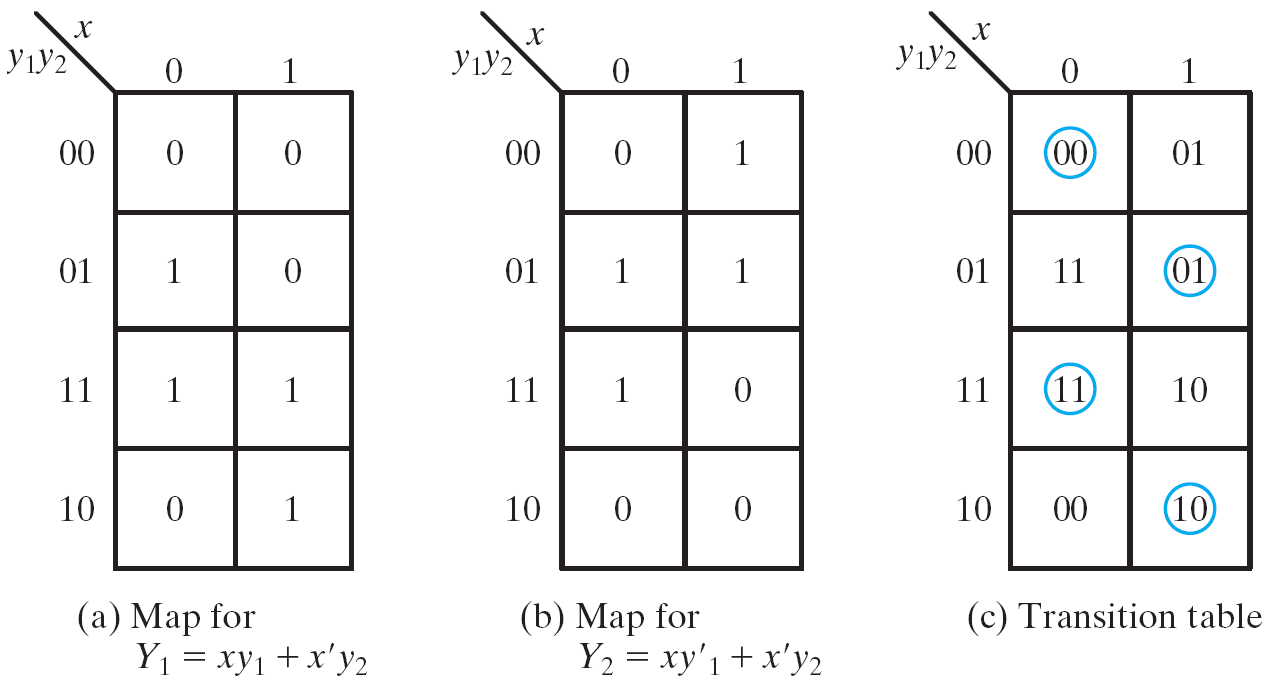 x x x
y₁y₂ y₁y₂ y₁y₂
0 1 0 1 0 1
00 0 0 00 0 1 00 00 01
01 1 0 01 1 1 01 11 01
11 1 1 11 1 0 11 11 10
10 0 1 10 0 0 10 00 10
(a) Map for (b) Map for (c) Transition table
Y₁ = xy₁ + x′y₂ Y₂ = xy′₁ + x′y₂